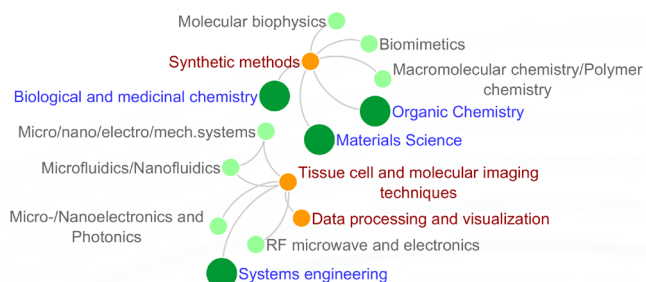 Molecular biophysics
Biomimetics
Synthetic methods
Macromolecular chemistry/Polymer
chemistry
Biological and medicinal chemistry
Organic Chemistry
Micro/nano/electro/mech.systems
Materials Science
Microfluidics/Nanofluidics
Tissue cell and molecular imaging
techniques
Micro-/Nanoelectronics and
Photonics
Data processing and visualization
RF microwave and electronics
Systems engineering